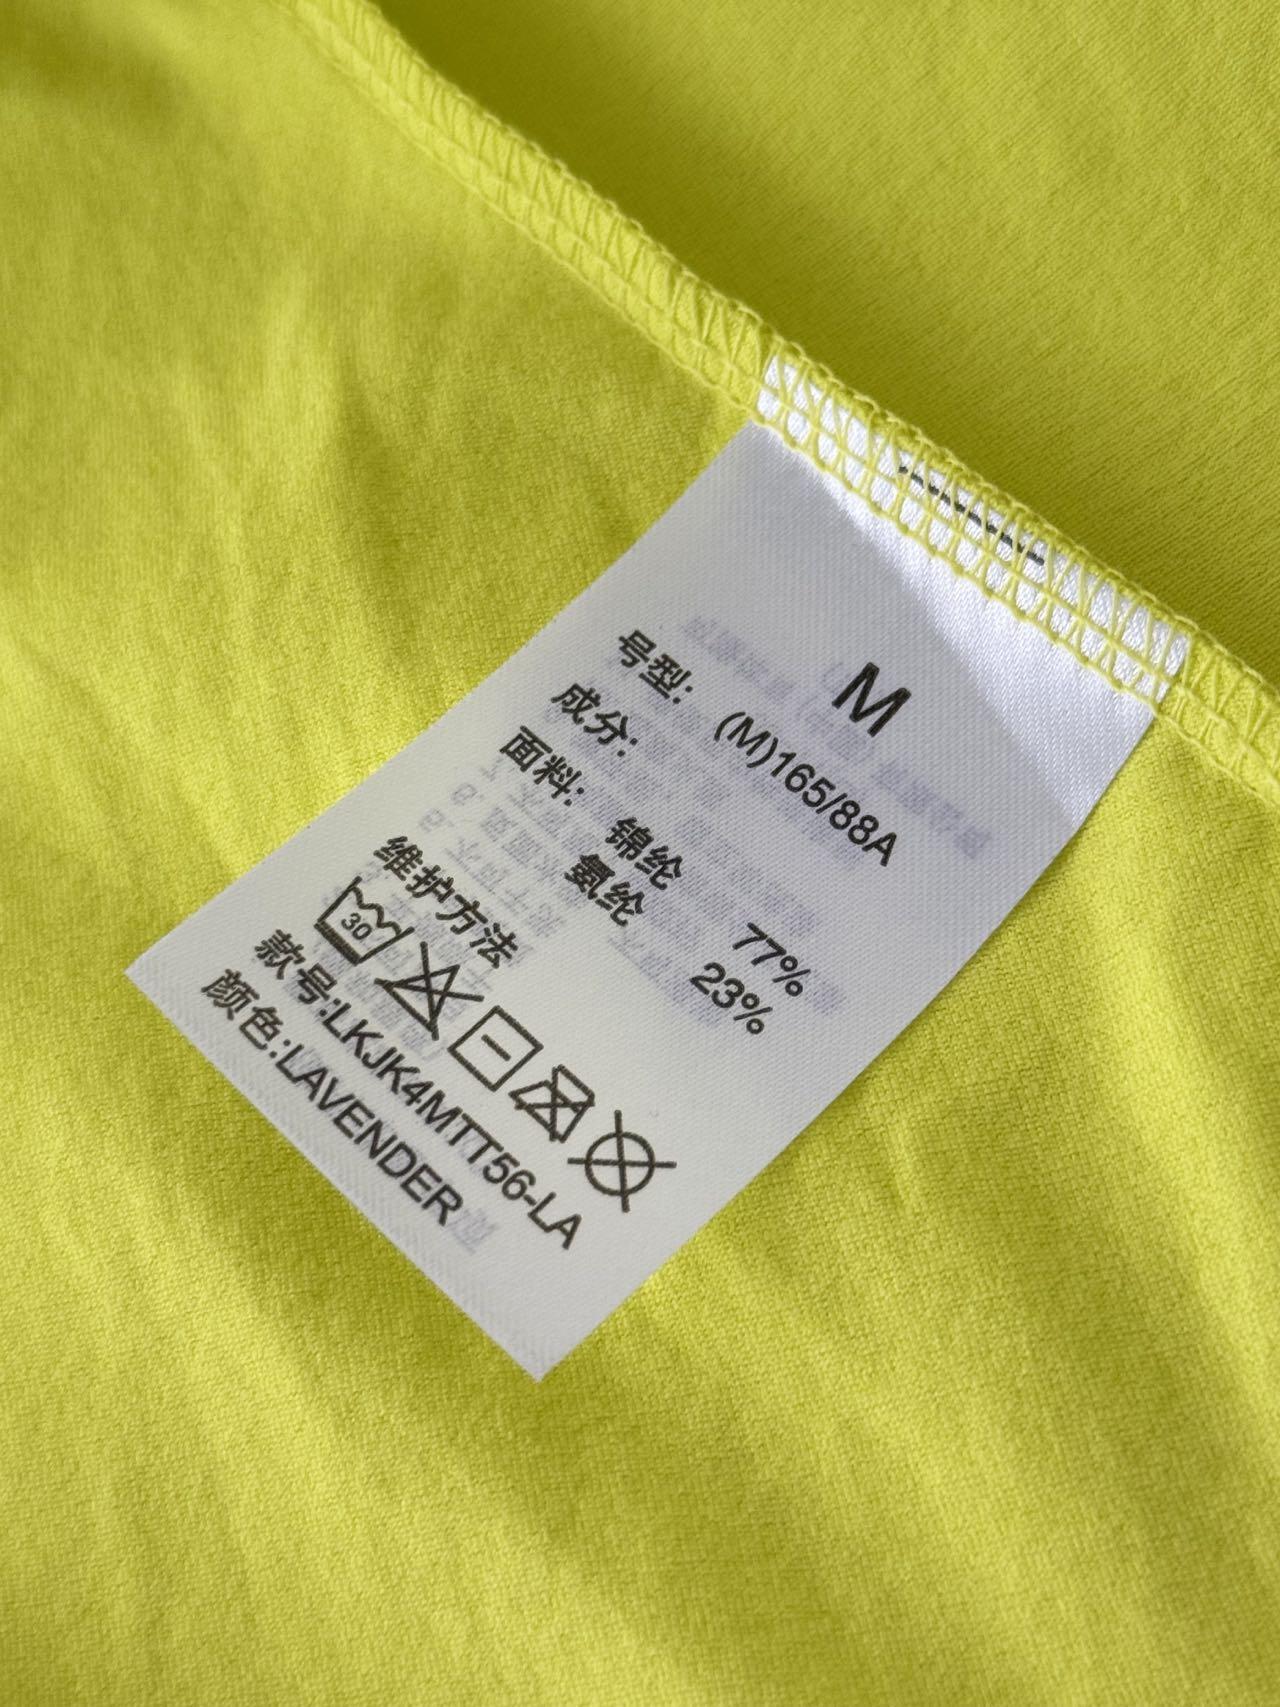 M
号型: (M)165/88A
成分:
面料: 锦纶 77%
氨纶 23%
维护方法
30
款号:LKJK4MTT56-LA
颜色:LAVENDER